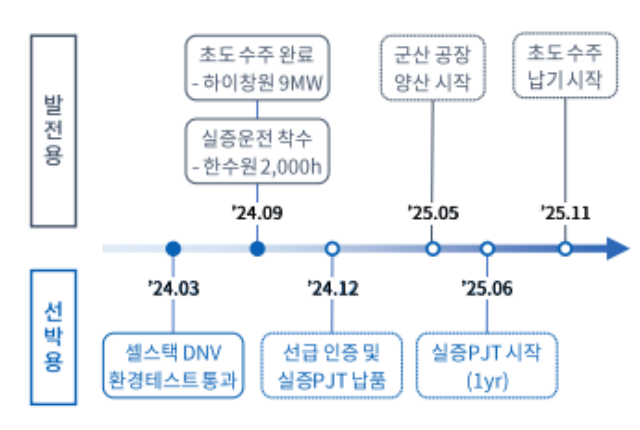 발전용
초도 수주 완료
- 하이창원 9MW
실증운전 착수
- 한수원 2,000h
군산 공장
양산 시작
초도 수주
납기 시작
'24.09
'25.05
'25.11
선박용
'24.03
'24.12
'25.06
셀스택 DNV
환경테스트 통과
선급 인증 및
실증PJT 납품
실증PJT 시작
(1yr)